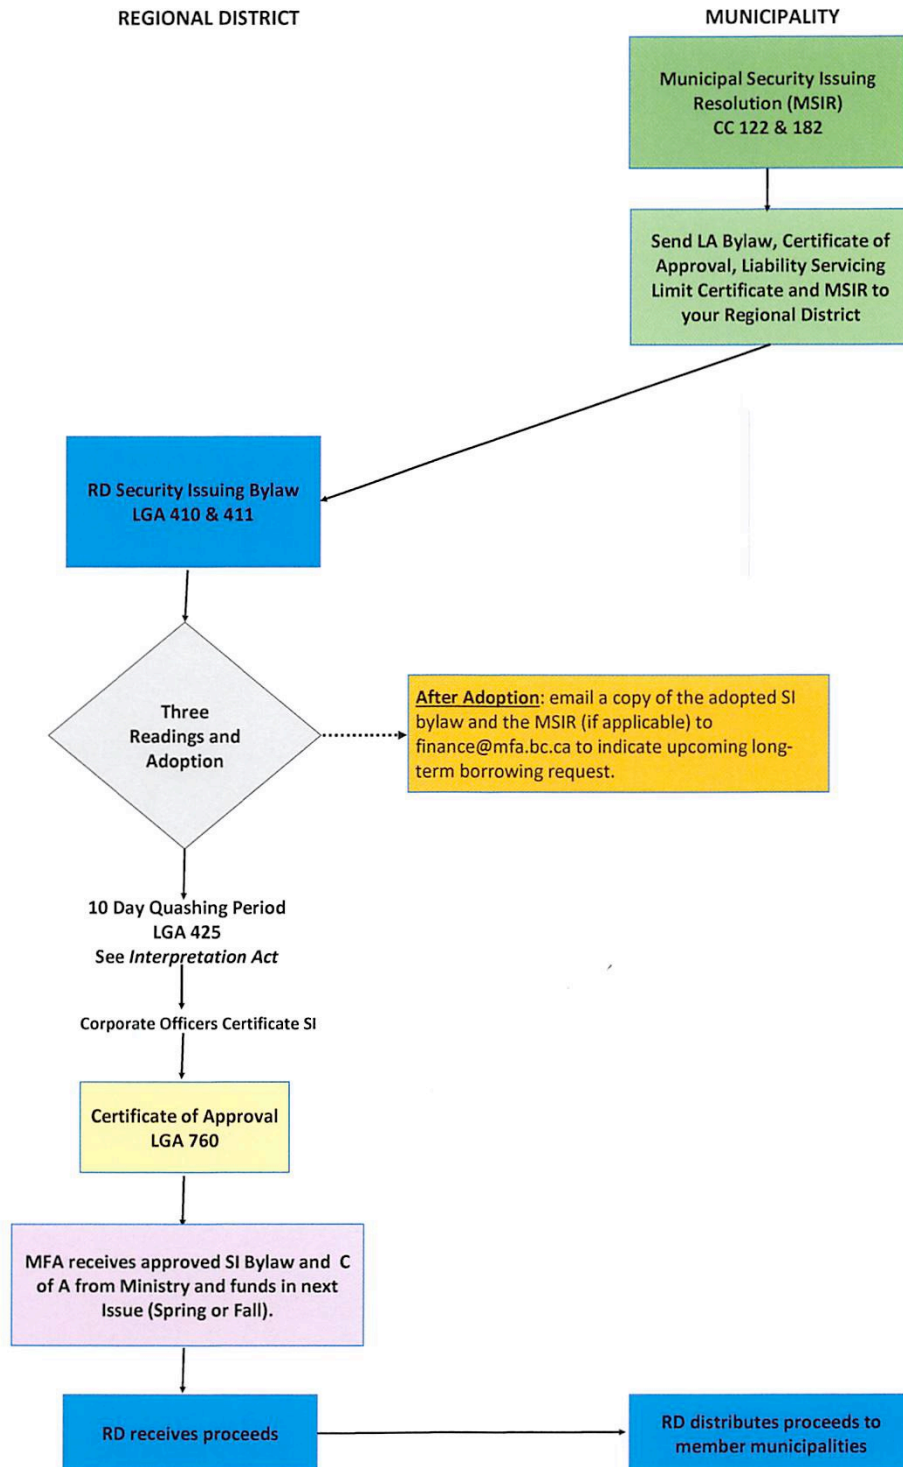 REGIONAL DISTRICT
MUNICIPALITY
Municipal Security Issuing
Resolution (MSIR)
CC 122 & 182
Send LA Bylaw, Certificate of
Approval, Liability Servicing
Limit Certificate and MSIR to
your Regional District
RD Security Issuing Bylaw
LGA 410 & 411
Three
Readings and
Adoption
After Adoption: email a copy of the adopted SI
bylaw and the MSIR (if applicable) to
finance@mfa.bc.ca to indicate upcoming long-
term borrowing request.
10 Day Quashing Period
LGA 425
See Interpretation Act
Corporate Officers Certificate SI
Certificate of Approval
LGA 760
MFA receives approved SI Bylaw and C
of A from Ministry and funds in next
Issue (Spring or Fall).
RD receives proceeds
RD distributes proceeds to
member municipalities